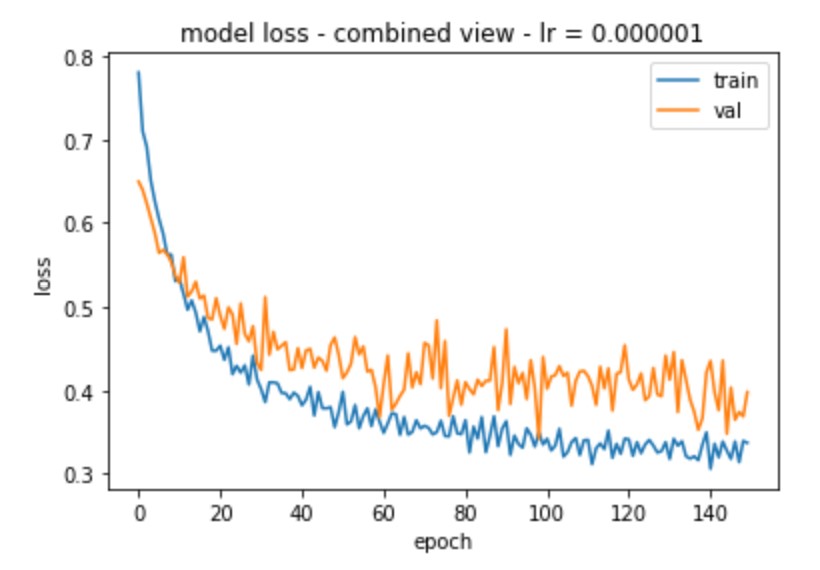 model loss - combined view - lr = 0.000001
train
val
0.8
0.7
0.6
0.5
0.4
0.3
loss
0 20 40 60 80 100 120 140
epoch